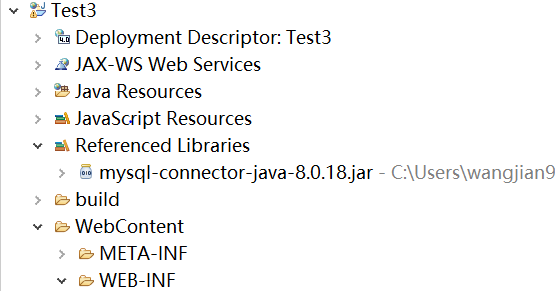 Test3
Deployment Descriptor: Test3
JAX-WS Web Services
Java Resources
JavaScript Resources
Referenced Libraries
mysql-connector-java-8.0.18.jar - C:\Users\wangjian9
build
WebContent
META-INF
WEB-INF